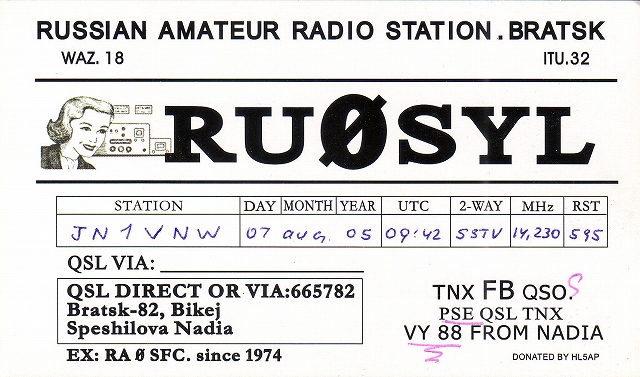 RUSSIAN AMATEUR RADIO STATION.BRATSK
WAZ. 18 ITU.32
RUØSYL
STATION DAY MONTH YEAR UTC 2-WAY MHz RST
JN1VNW 07 aug. 05 09:42 SSTV 14,230 595
QSL VIA:
QSL DIRECT OR VIA:665782
Bratsk-82, Bikej
Speshilova Nadia
EX: RA Ø SFC. since 1974
TNX FB QSO.S
PSE QSL TNX
VY 88 FROM NADIA
DONATED BY HL5AP